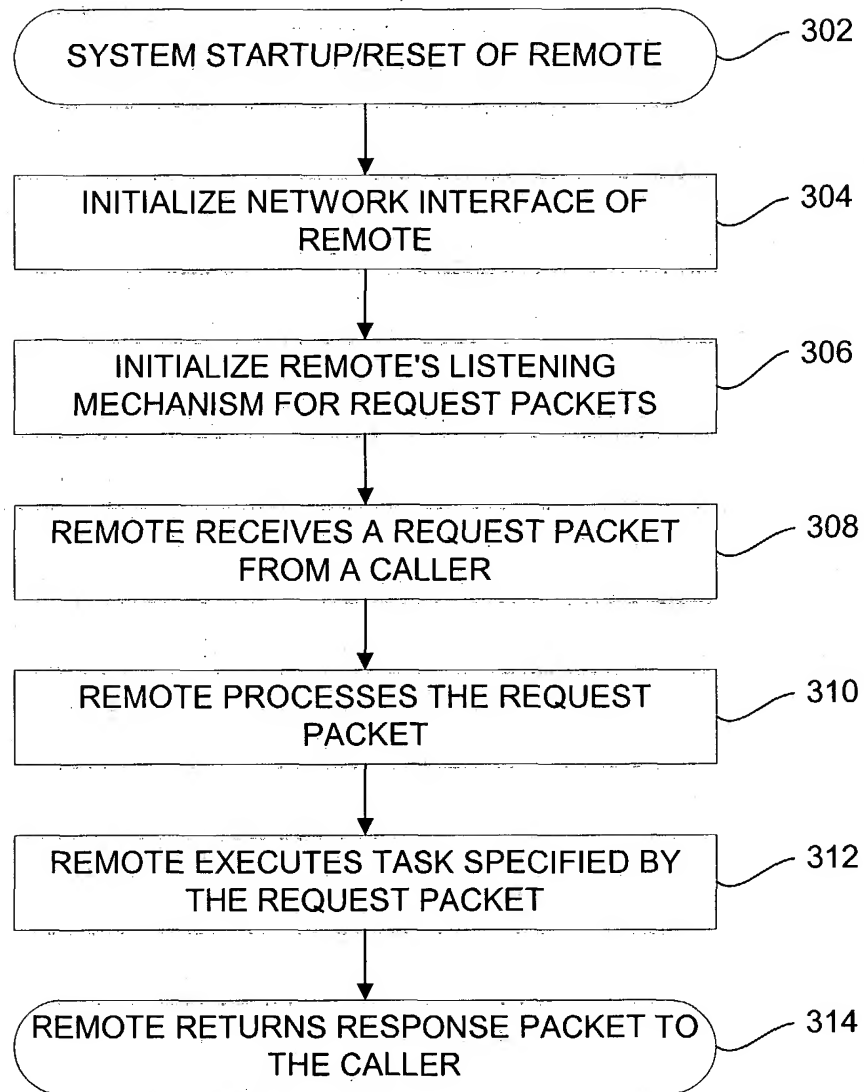 SYSTEM STARTUP/RESET OF REMOTE
302
INITIALIZE NETWORK INTERFACE OF
REMOTE
304
INITIALIZE REMOTE'S LISTENING
MECHANISM FOR REQUEST PACKETS
306
REMOTE RECEIVES A REQUEST PACKET
FROM A CALLER
308
REMOTE PROCESSES THE REQUEST
PACKET
310
REMOTE EXECUTES TASK SPECIFIED BY
THE REQUEST PACKET
312
REMOTE RETURNS RESPONSE PACKET TO
THE CALLER
314